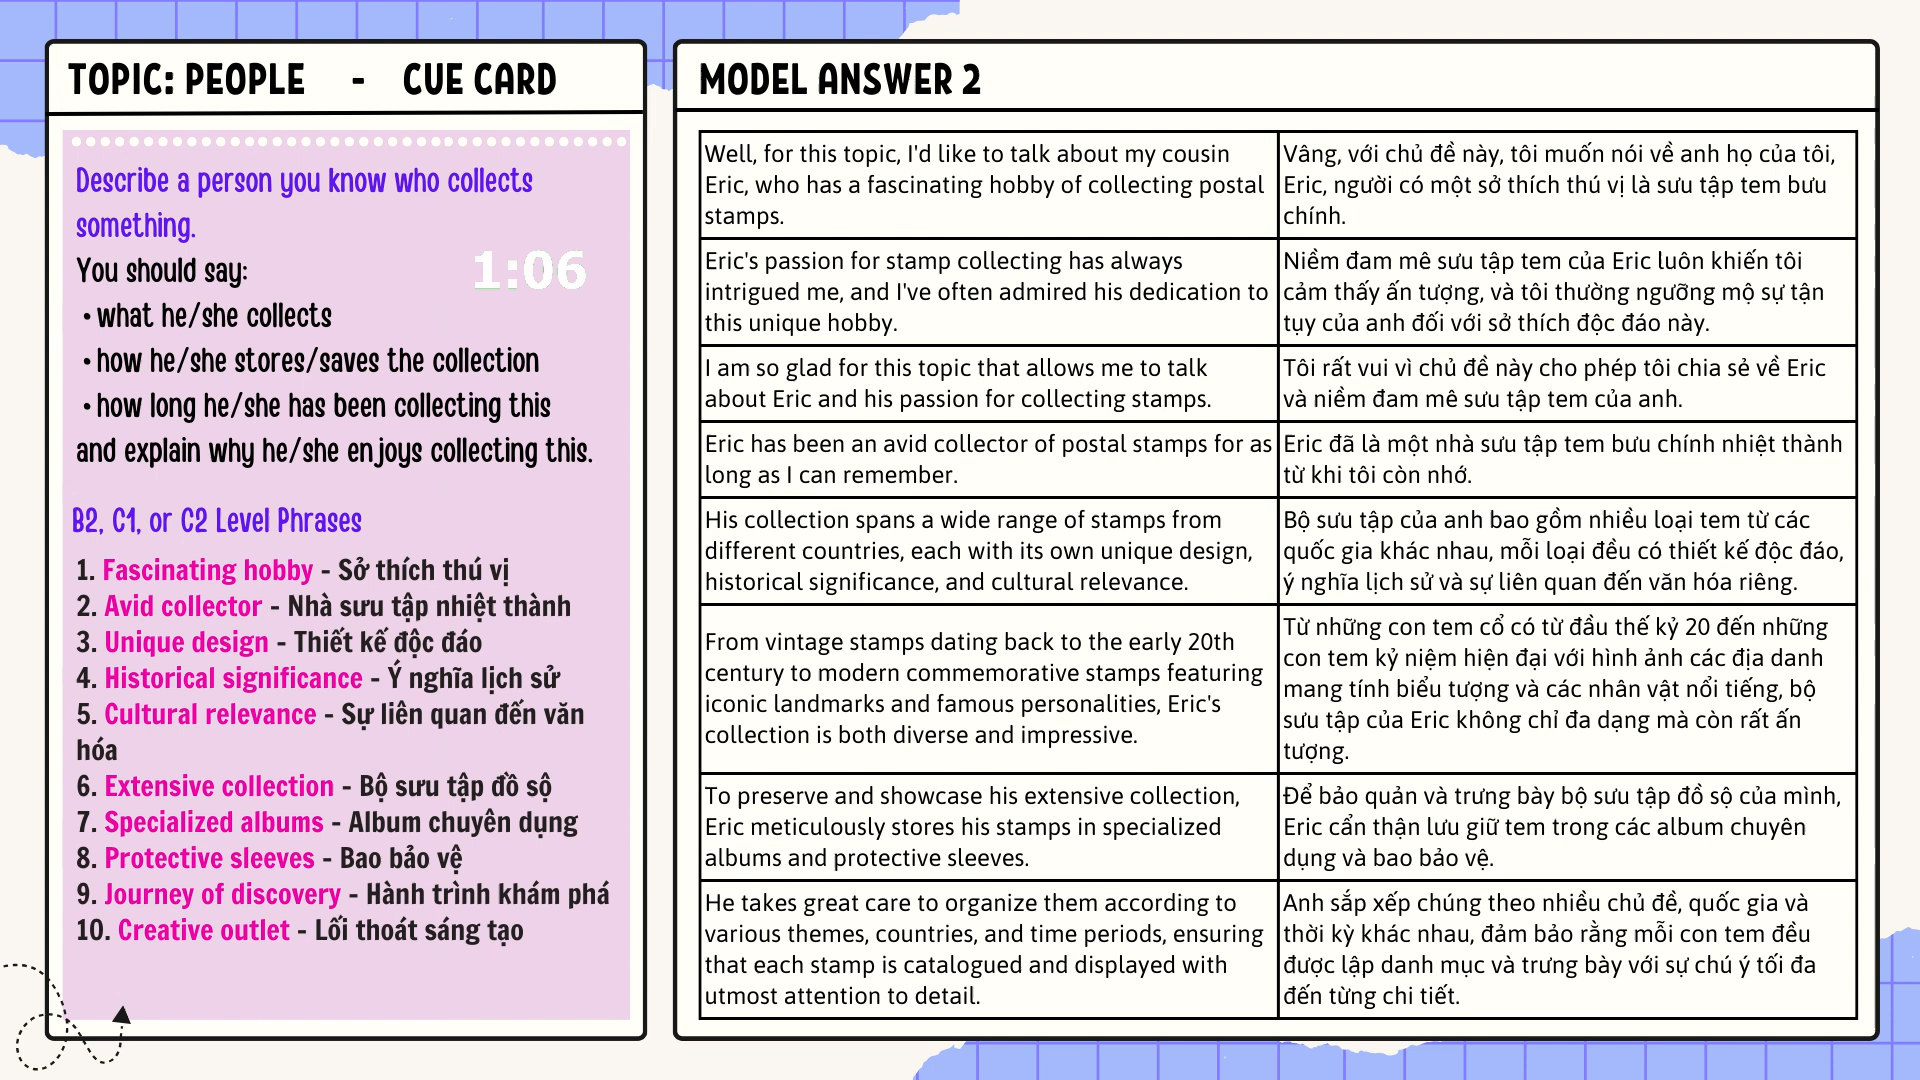 TOPIC: PEOPLE - CUE CARD
Describe a person you know who collects
something.
You should say:
1:06
• what he/she collects
• how he/she stores/saves the collection
• how long he/she has been collecting this
and explain why he/she enjoys collecting this.
B2, C1, or C2 Level Phrases
1. Fascinating hobby - Sở thích thú vị
2. Avid collector - Nhà sưu tập nhiệt thành
3. Unique design - Thiết kế độc đáo
4. Historical significance - Ý nghĩa lịch sử
5. Cultural relevance - Sự liên quan đến văn
hóa
6. Extensive collection - Bộ sưu tập đồ sộ
7. Specialized albums - Album chuyên dụng
8. Protective sleeves - Bao bảo vệ
9. Journey of discovery - Hành trình khám phá
10. Creative outlet - Lối thoát sáng tạo
MODEL ANSWER 2
Well, for this topic, I'd like to talk about my cousin
Eric, who has a fascinating hobby of collecting postal
stamps.
Vâng, với chủ đề này, tôi muốn nói về anh họ của tôi,
Eric, người có một sở thích thú vị là sưu tập tem bưu
chính.
Eric's passion for stamp collecting has always
intrigued me, and I've often admired his dedication to
this unique hobby.
Niềm đam mê sưu tập tem của Eric luôn khiến tôi
cảm thấy ấn tượng, và tôi thường ngưỡng mộ sự tận
tụy của anh đối với sở thích độc đáo này.
I am so glad for this topic that allows me to talk
about Eric and his passion for collecting stamps.
Tôi rất vui vì chủ đề này cho phép tôi chia sẻ về Eric
và niềm đam mê sưu tập tem của anh.
Eric has been an avid collector of postal stamps for as
long as I can remember.
Eric đã là một nhà sưu tập tem bưu chính nhiệt thành
từ khi tôi còn nhớ.
His collection spans a wide range of stamps from
different countries, each with its own unique design,
historical significance, and cultural relevance.
Bộ sưu tập của anh bao gồm nhiều loại tem từ các
quốc gia khác nhau, mỗi loại đều có thiết kế độc đáo,
ý nghĩa lịch sử và sự liên quan đến văn hóa riêng.
From vintage stamps dating back to the early 20th
century to modern commemorative stamps featuring
iconic landmarks and famous personalities, Eric's
collection is both diverse and impressive.
Từ những con tem cổ có từ đầu thế kỷ 20 đến những
con tem kỷ niệm hiện đại với hình ảnh các địa danh
mang tính biểu tượng và các nhân vật nổi tiếng, bộ
sưu tập của Eric không chỉ đa dạng mà còn rất ấn
tượng.
To preserve and showcase his extensive collection,
Eric meticulously stores his stamps in specialized
albums and protective sleeves.
Để bảo quản và trưng bày bộ sưu tập đồ sộ của mình,
Eric cẩn thận lưu giữ tem trong các album chuyên
dụng và bao bảo vệ.
He takes great care to organize them according to
various themes, countries, and time periods, ensuring
that each stamp is catalogued and displayed with
utmost attention to detail.
Anh sắp xếp chúng theo nhiều chủ đề, quốc gia và
thời kỳ khác nhau, đảm bảo rằng mỗi con tem đều
được lập danh mục và trưng bày với sự chú ý tối đa
đến từng chi tiết.